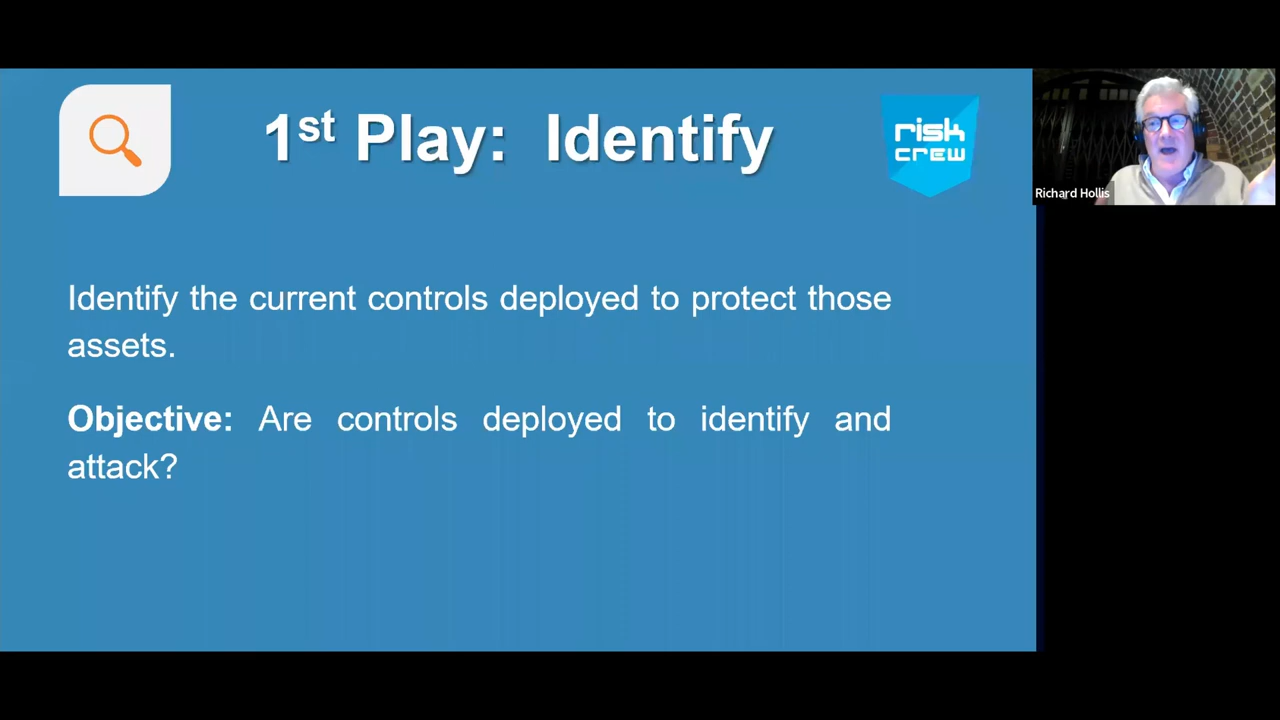 1st Play: Identify
risk
crew
Richard Hollis
Identify the current controls deployed to protect those
assets.
Objective: Are controls deployed to identify and
attack?